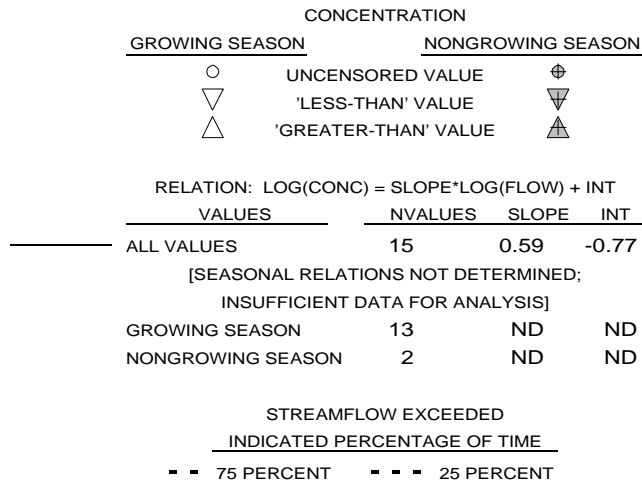 CONCENTRATION
GROWING SEASON NONGROWING SEASON
UNCENSORED VALUE
'LESS-THAN' VALUE
'GREATER-THAN' VALUE
RELATION: LOG(CONC) = SLOPE*LOG(FLOW) + INT
VALUES NVALUES SLOPE INT
ALL VALUES 15 0.59 -0.77
[SEASONAL RELATIONS NOT DETERMINED;
INSUFFICIENT DATA FOR ANALYSIS]
GROWING SEASON 13 ND ND
NONGROWING SEASON 2 ND ND
STREAMFLOW EXCEEDED
INDICATED PERCENTAGE OF TIME
75 PERCENT 25 PERCENT